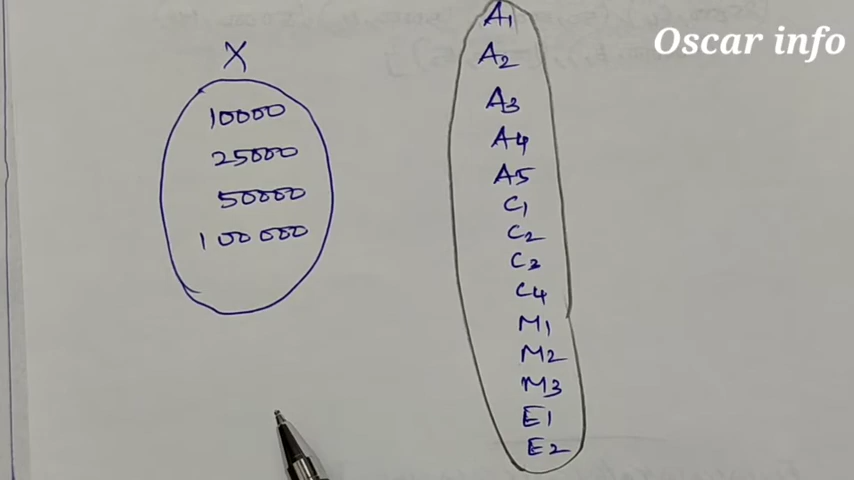 Oscar info
X
10000
25000
50000
100000
A1
A2
A3
A4
A5
C1
C2
C3
C4
M1
M2
M3
E1
E2